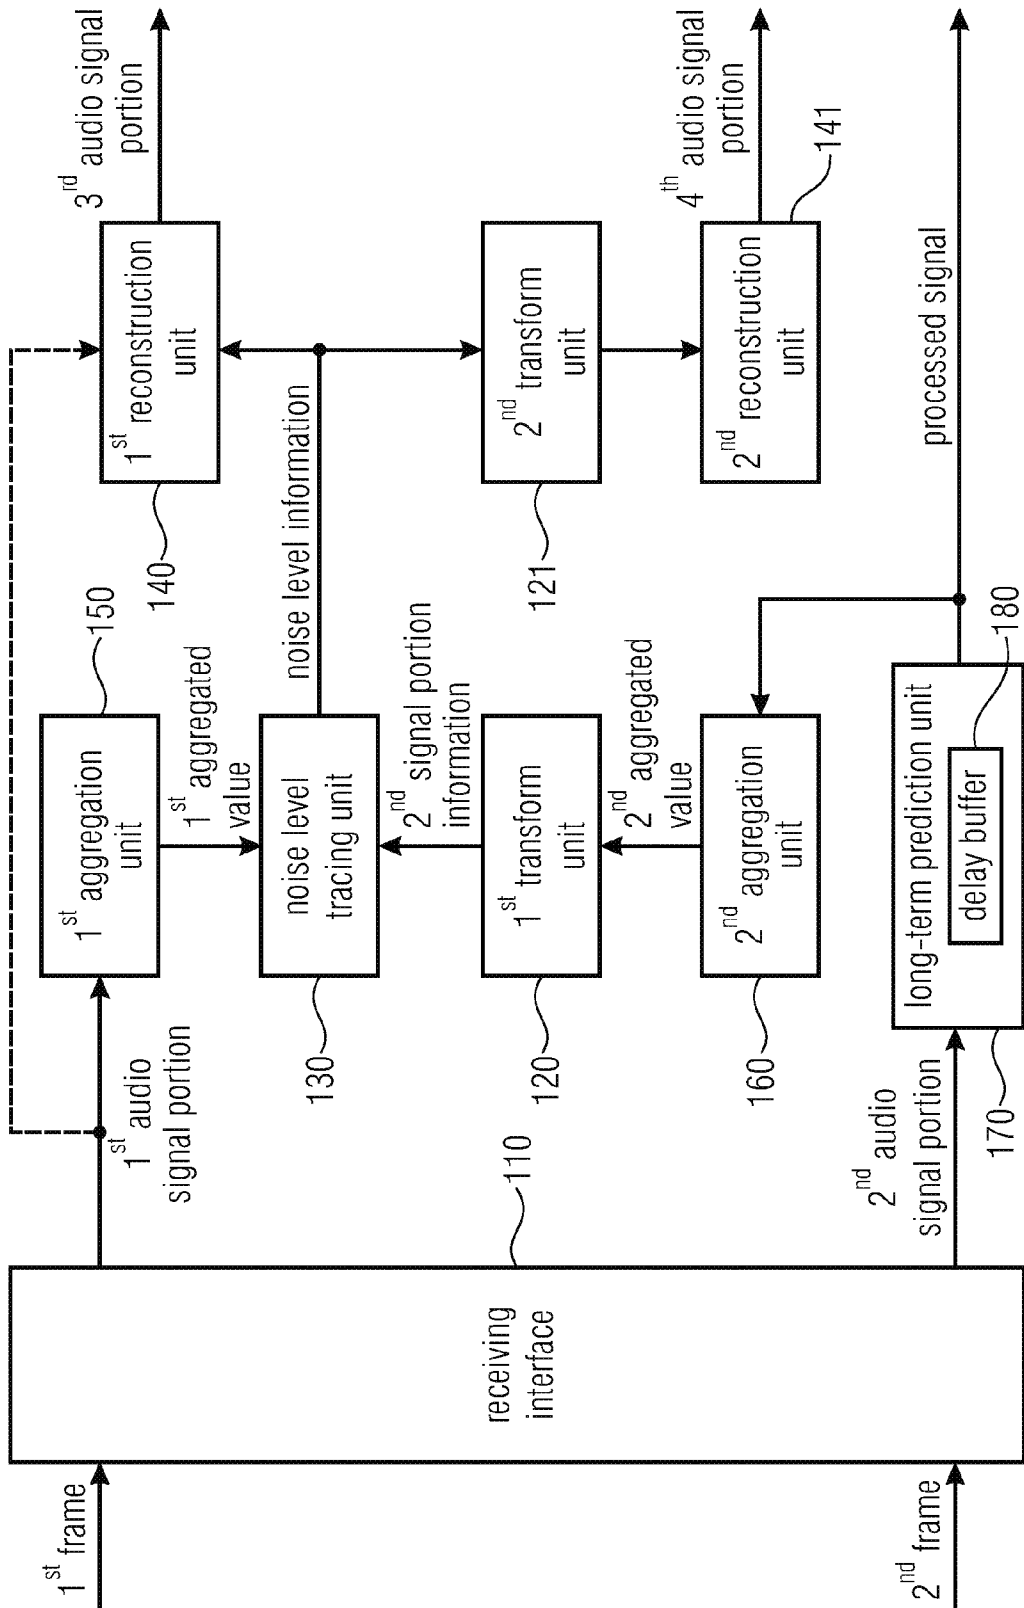 1st frame
2nd frame
receiving
interface
110
1st audio
signal portion
2nd audio
signal portion
170
1st aggregation
unit
150
1st aggregated
value
noise level
tracing unit
130
2nd signal portion
information
1st transform
unit
120
2nd aggregated
value
2nd aggregation
unit
160
long-term prediction unit
delay buffer
180
noise level information
1st reconstruction
unit
140
2nd transform
unit
121
2nd reconstruction
unit
141
3rd audio signal
portion
4th audio signal
portion
processed signal